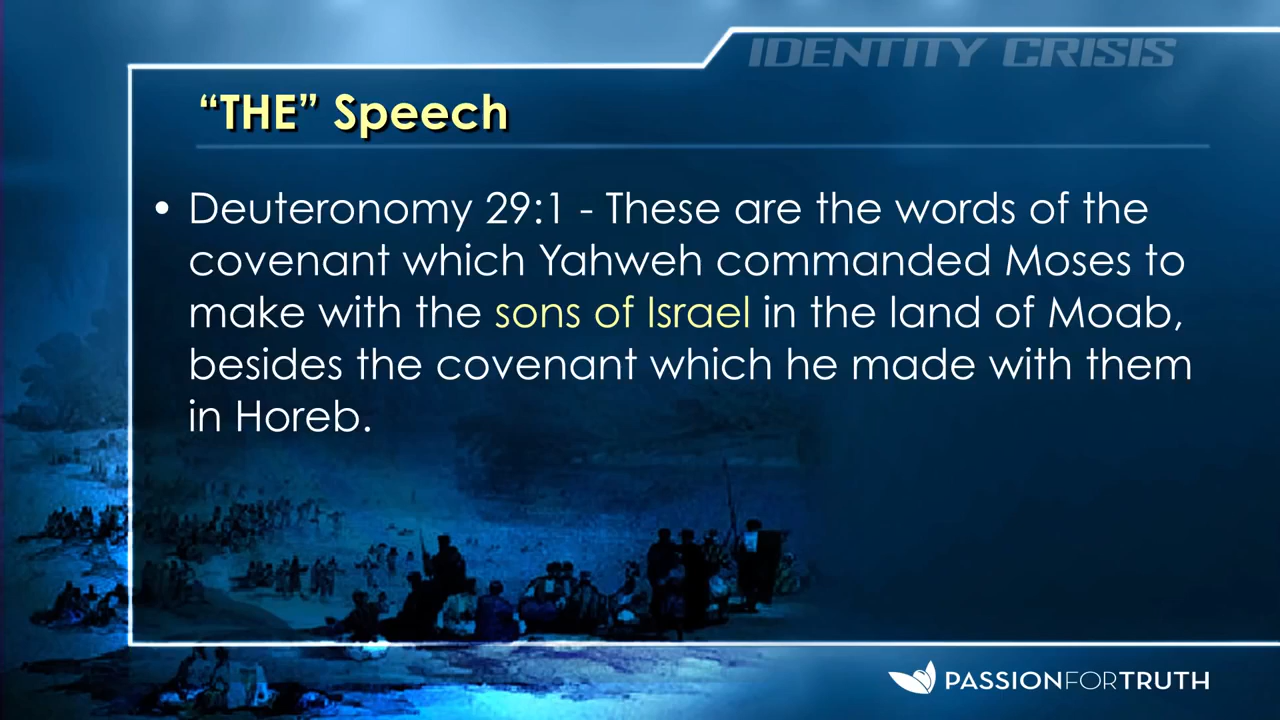 IDENTITY CRISIS
“THE” Speech
• Deuteronomy 29:1 - These are the words of the
covenant which Yahweh commanded Moses to
make with the sons of Israel in the land of Moab,
besides the covenant which he made with them
in Horeb.
PASSIONFORTRUTH